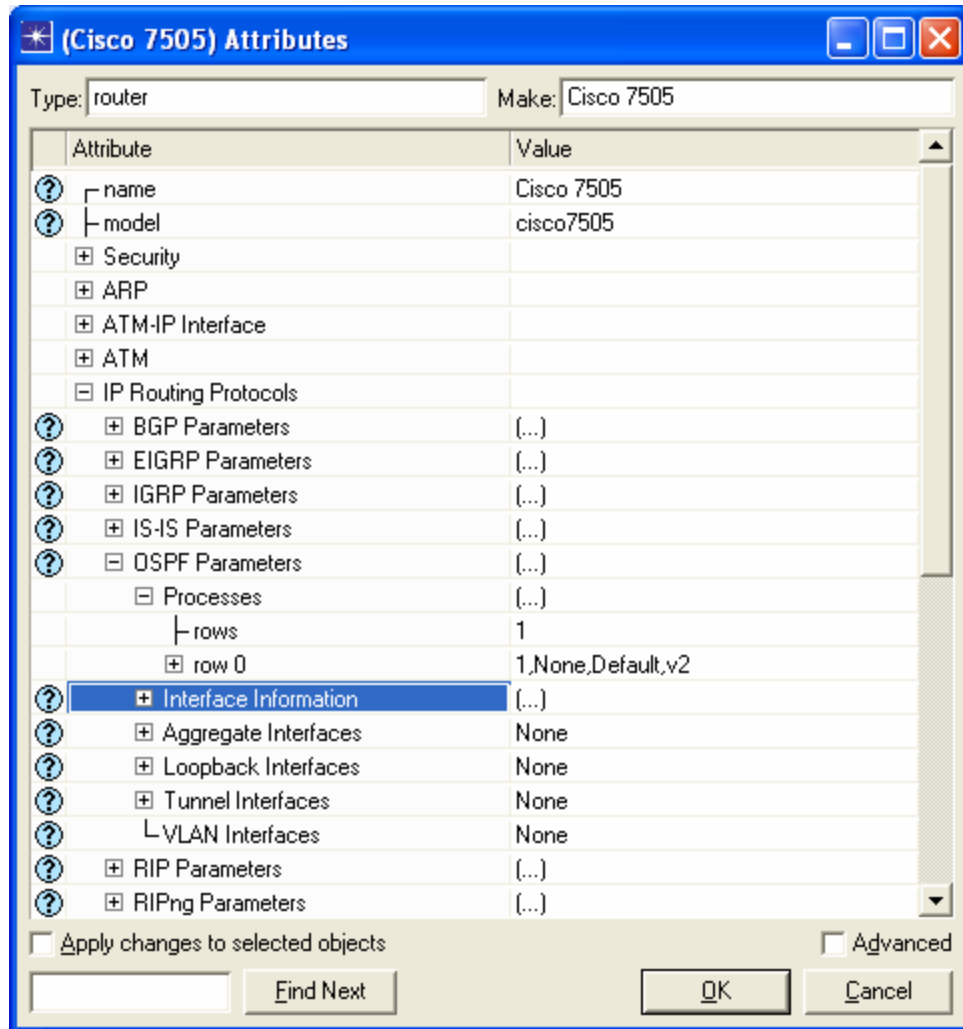 (Cisco 7505) Attributes
Type: router Make: Cisco 7505
Attribute Value
name Cisco 7505
model cisco7505
Security
ARP
ATM-IP Interface
ATM
IP Routing Protocols
BGP Parameters (...)
EIGRP Parameters (...)
IGRP Parameters (...)
IS-IS Parameters (...)
OSPF Parameters (...)
Processes (...)
rows 1
row 0 1,None,Default,v2
Interface Information (...)
Aggregate Interfaces None
Loopback Interfaces None
Tunnel Interfaces None
VLAN Interfaces None
RIP Parameters (...)
RIPng Parameters (...)
Apply changes to selected objects Advanced
Find Next OK Cancel